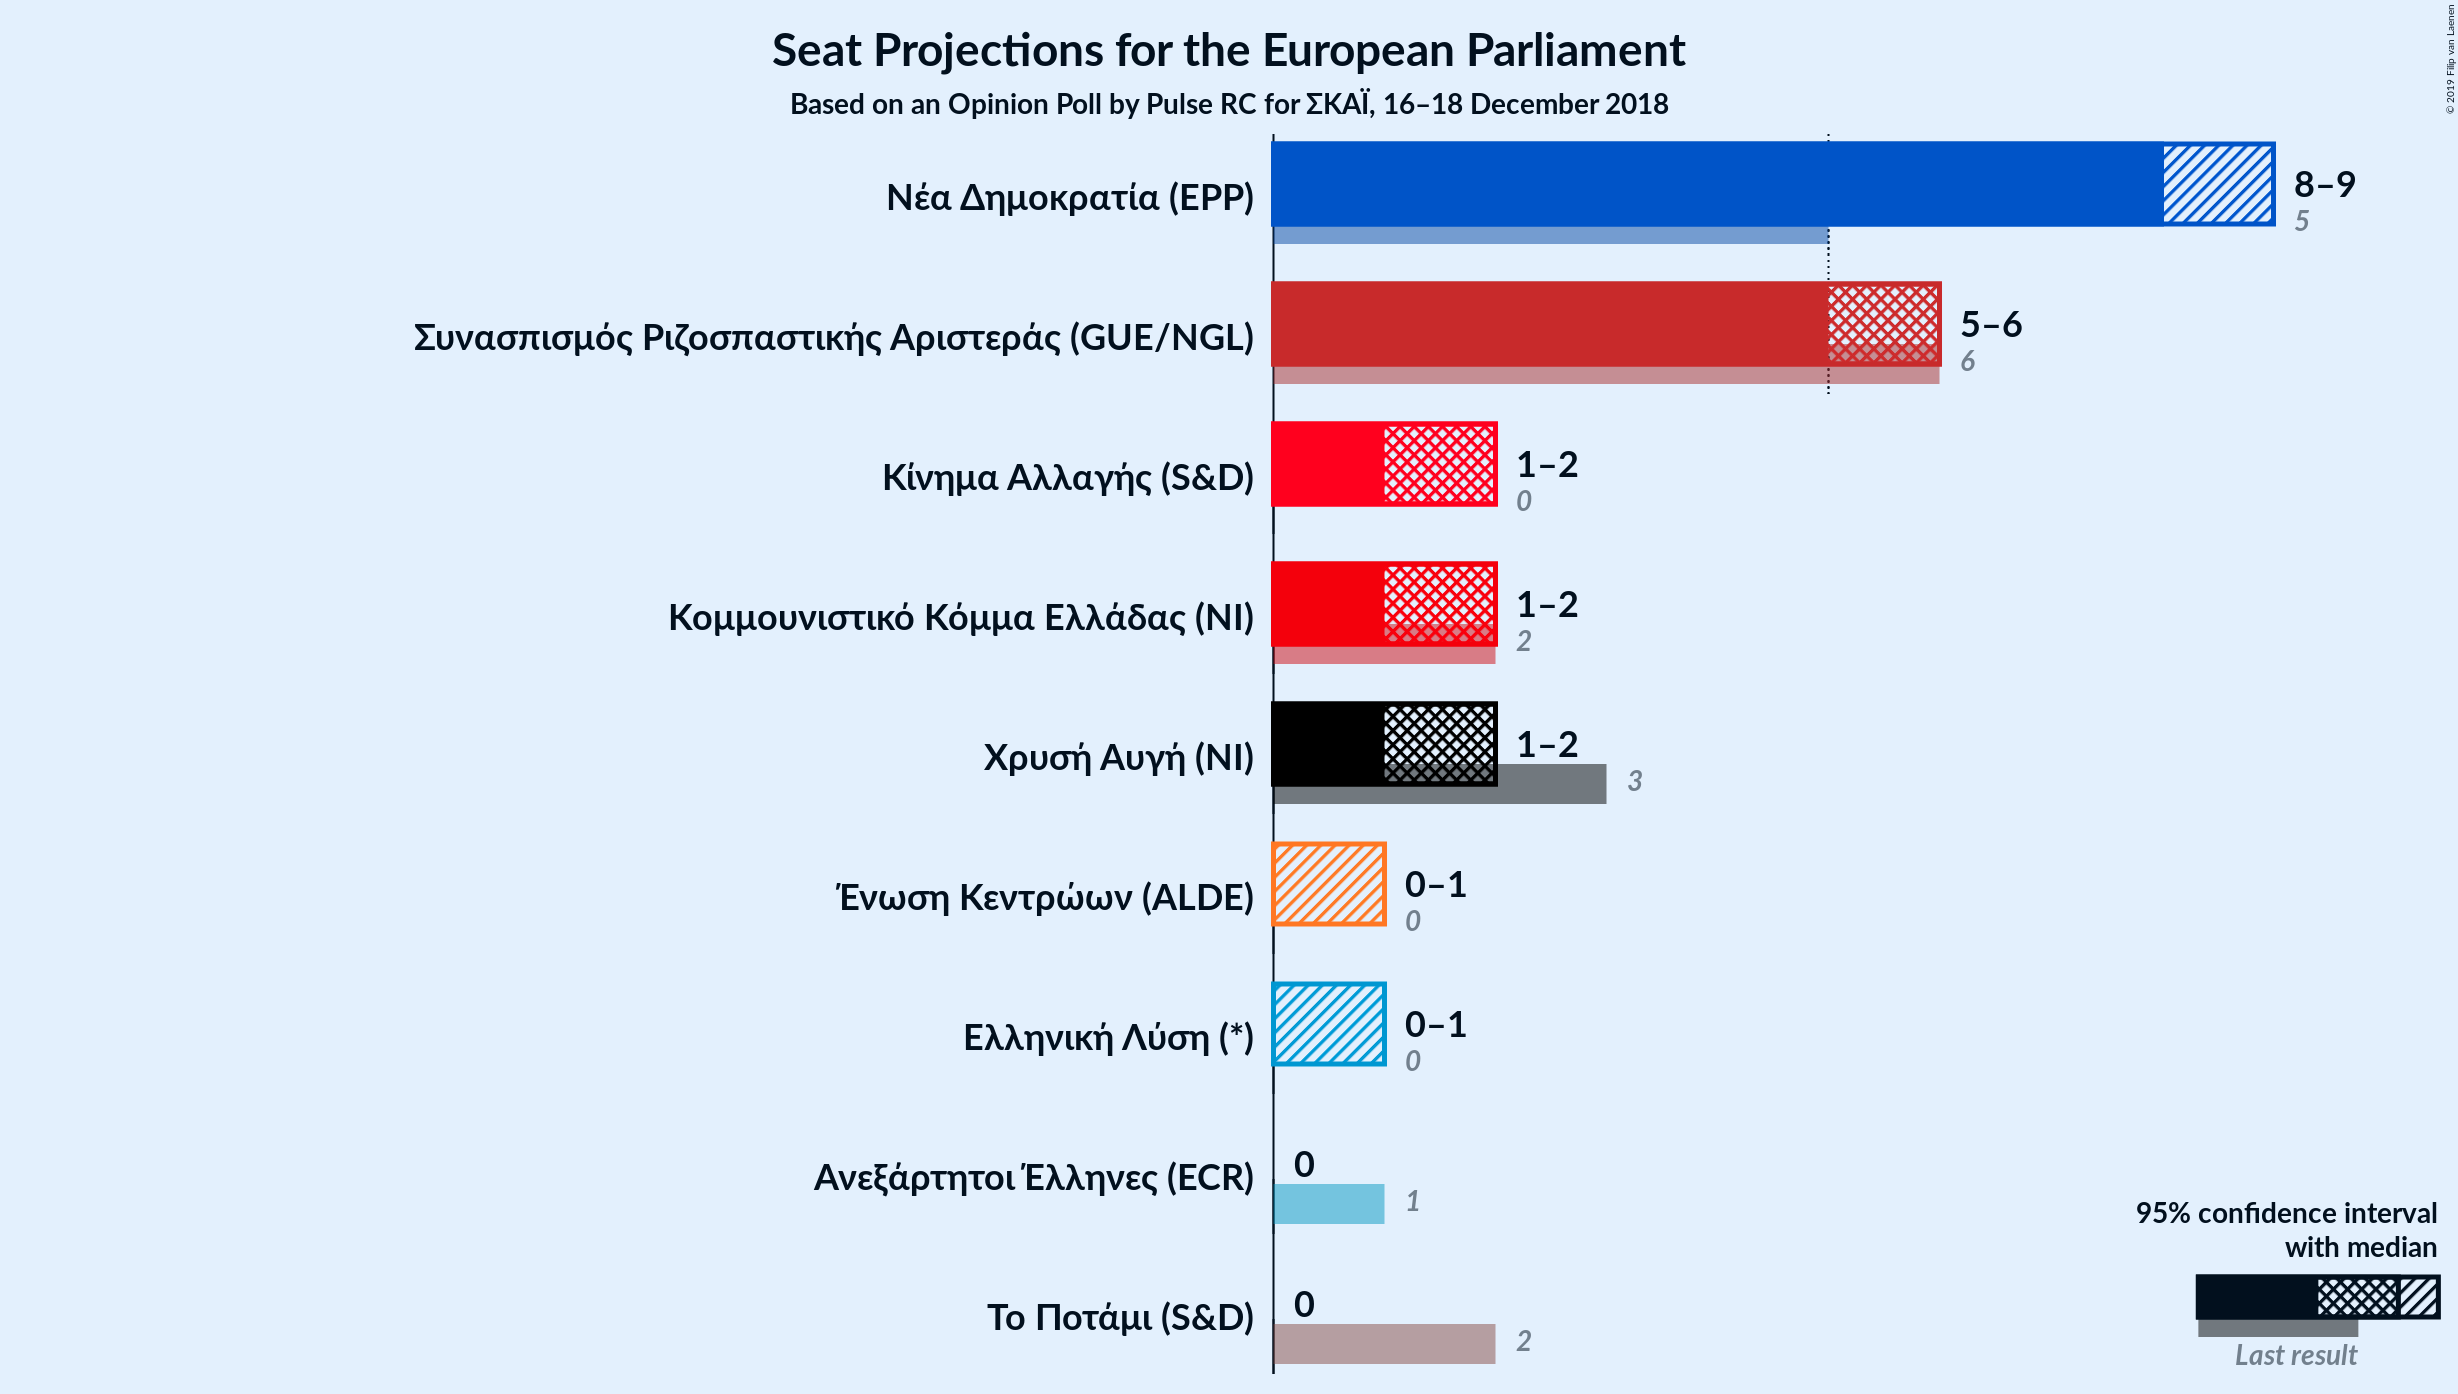 Seat Projections for the European Parliament
Based on an Opinion Poll by Pulse RC for ΣΚΑΪ, 16–18 December 2018
© 2019 Filip van Laenen
Νέα Δημοκρατία (EPP)
8–9
5
Συνασπισμός Ριζοσπαστικής Αριστεράς (GUE/NGL)
5–6
6
Κίνημα Αλλαγής (S&D)
1–2
0
Κομμουνιστικό Κόμμα Ελλάδας (NI)
1–2
2
Χρυσή Αυγή (NI)
1–2
3
Ένωση Κεντρώων (ALDE)
0–1
0
Ελληνική Λύση (*)
0–1
0
Ανεξάρτητοι Έλληνες (ECR)
0
1
Το Ποτάμι (S&D)
0
2
95% confidence interval
with median
Last result